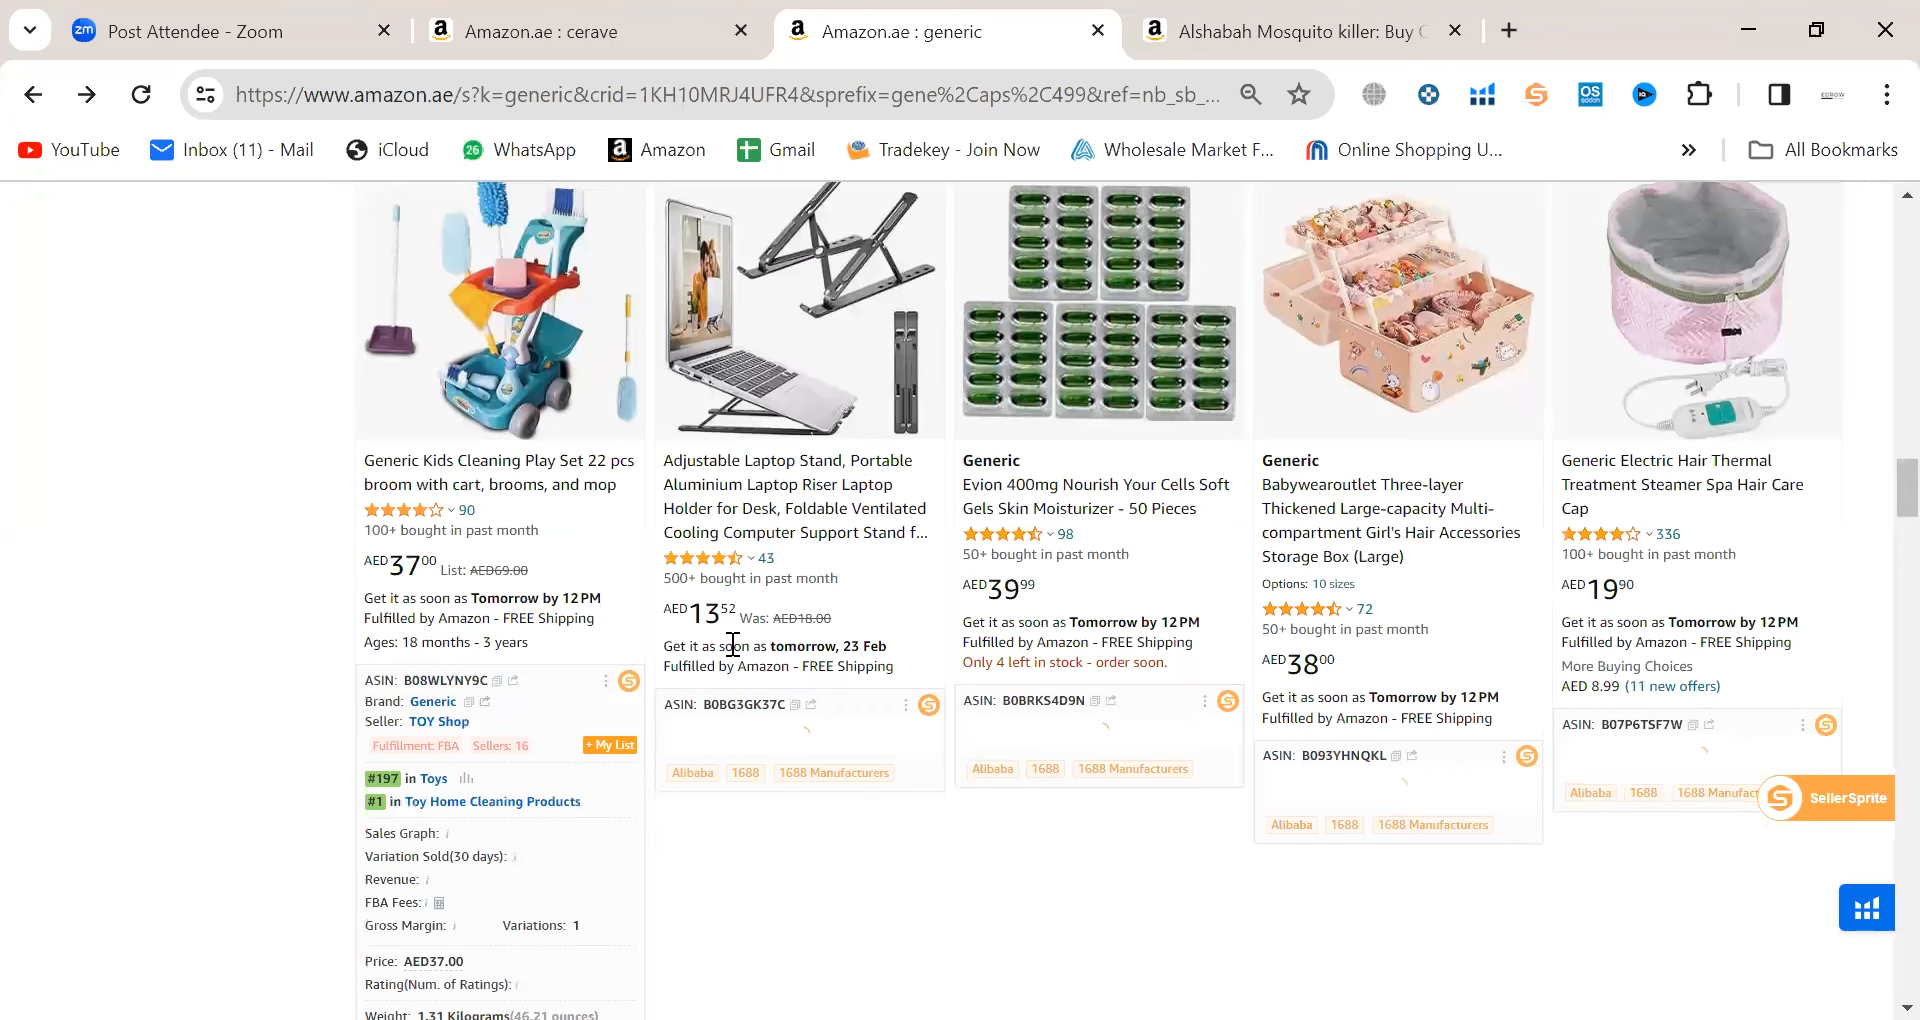 Post Attendee - Zoom
Amazon.ae : cerave
Amazon.ae : generic
Alshabah Mosquito killer: Buy
https://www.amazon.ae/s?k=generic&crid=1KH10MRJ4UFR4&sprefix=gene%2Caps%2C499&ref=nb_sb_...
YouTube
Inbox (11) - Mail
iCloud
26
WhatsApp
Amazon
Gmail
Tradekey - Join Now
Wholesale Market F...
Online Shopping U...
»
All Bookmarks
Generic Kids Cleaning Play Set 22 pcs
broom with cart, brooms, and mop
90
100+ bought in past month
AED3700 List: AED69.00
Get it as soon as Tomorrow by 12 PM
Fulfilled by Amazon - FREE Shipping
Ages: 18 months - 3 years
ASIN: B08WLYNY9C
Brand: Generic
Seller: TOY Shop
Fulfillment: FBA Sellers: 16 + My List
#197 in Toys
#1 in Toy Home Cleaning Products
Sales Graph:
Variation Sold(30 days):
Revenue:
FBA Fees:
Gross Margin: Variations: 1
Price: AED37.00
Rating(Num. of Ratings):
Weight: 1.31 Kilograms(46.21 ounces)
Adjustable Laptop Stand, Portable
Aluminium Laptop Riser Laptop
Holder for Desk, Foldable Ventilated
Cooling Computer Support Stand f...
43
500+ bought in past month
AED1352 Was: AED18.00
Get it as soon as tomorrow, 23 Feb
Fulfilled by Amazon - FREE Shipping
ASIN: B0BG3GK37C
Alibaba 1688 1688 Manufacturers
Generic
Evion 400mg Nourish Your Cells Soft
Gels Skin Moisturizer - 50 Pieces
98
50+ bought in past month
AED3999
Get it as soon as Tomorrow by 12 PM
Fulfilled by Amazon - FREE Shipping
Only 4 left in stock - order soon.
ASIN: B0BRKS4D9N
Alibaba 1688 1688 Manufacturers
Generic
Babywearoutlet Three-layer
Thickened Large-capacity Multi-
compartment Girl's Hair Accessories
Storage Box (Large)
Options: 10 sizes
72
50+ bought in past month
AED3800
Get it as soon as Tomorrow by 12 PM
Fulfilled by Amazon - FREE Shipping
ASIN: B093YHNQKL
Alibaba 1688 1688 Manufacturers
Generic Electric Hair Thermal
Treatment Steamer Spa Hair Care
Cap
336
100+ bought in past month
AED1990
Get it as soon as Tomorrow by 12 PM
Fulfilled by Amazon - FREE Shipping
More Buying Choices
AED 8.99 (11 new offers)
ASIN: B07P6TSF7W
Alibaba 1688 1688 Manufact
SellerSprite